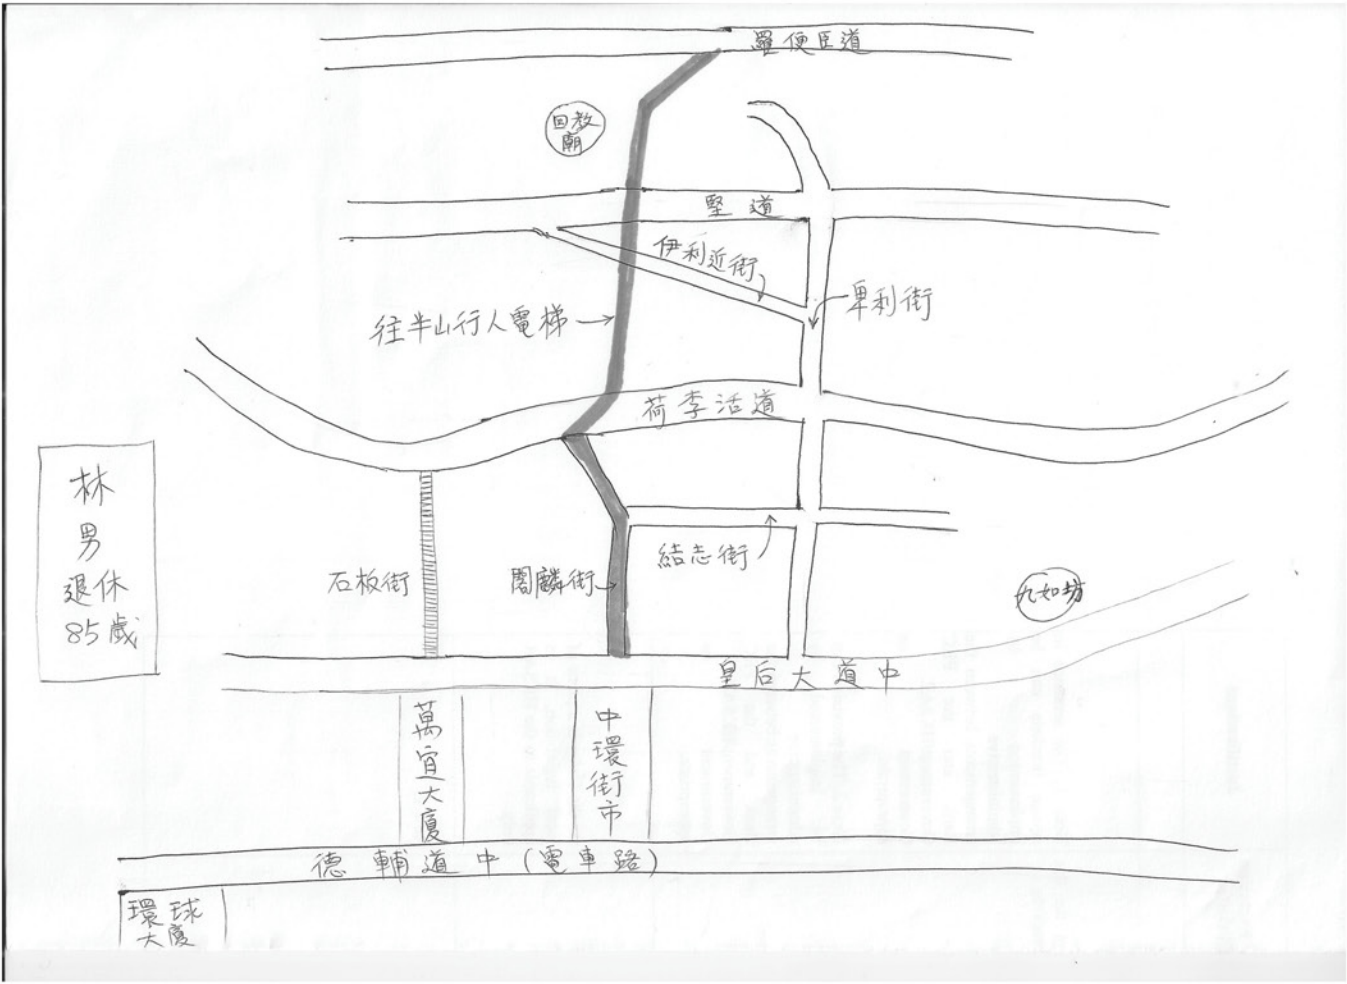 羅便臣道
回教
廟
堅道
伊利近街
卑利街
往半山行人電梯
荷李活道
林
男
退休
85歲
石板街
閣麟街
結志街
九如坊
皇后大道中
萬宜大廈
中環街市
德輔道中(電車路)
環球
大廈